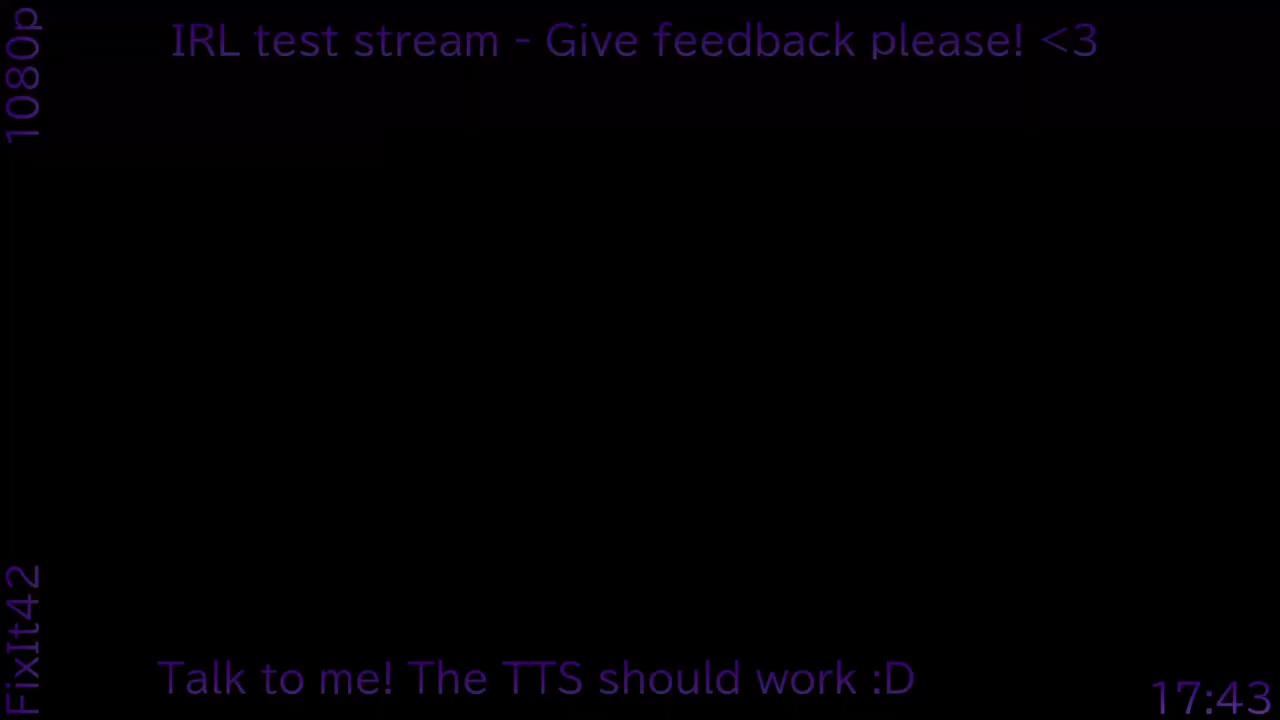 1080p
IRL test stream - Give feedback please! <3
FixIt42
Talk to me! The TTS should work :D
17:43